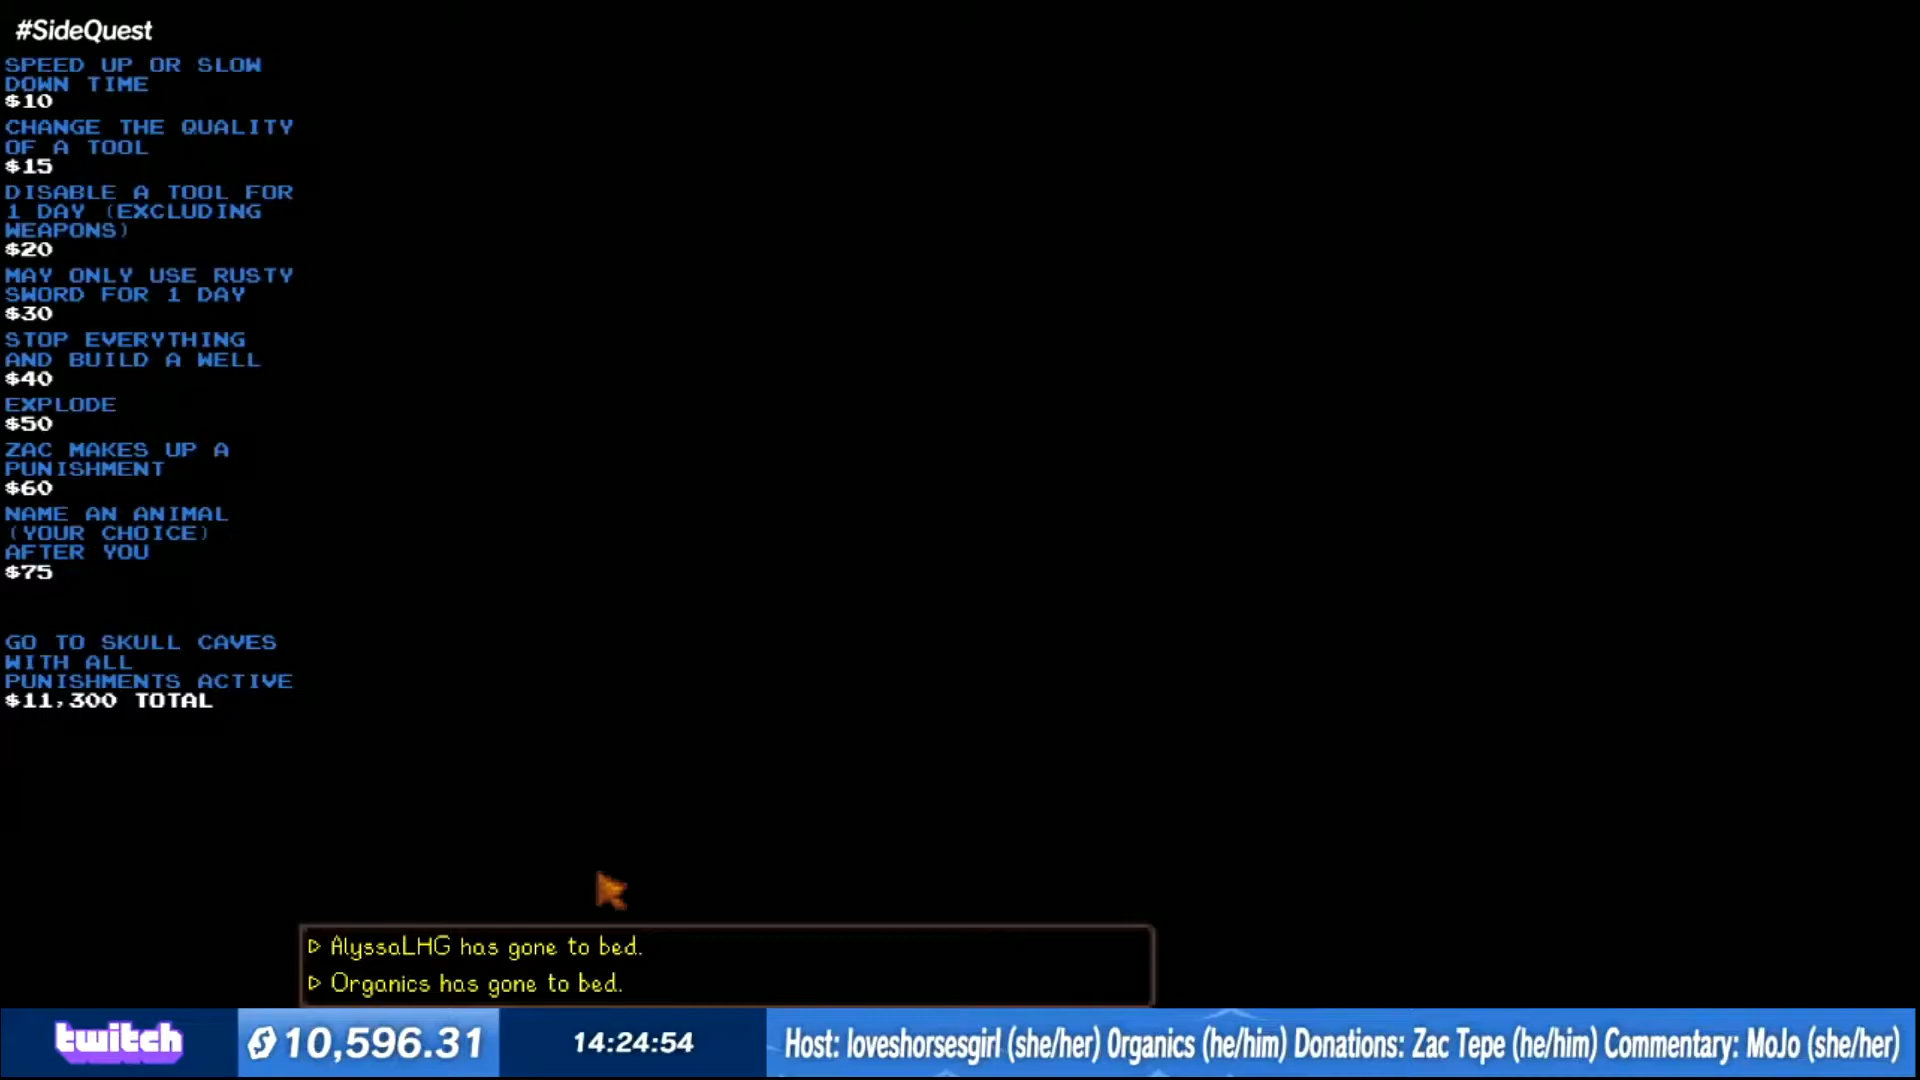 #SideQuest
SPEED UP OR SLOW
DOWN TIME
$10
CHANGE THE QUALITY
OF A TOOL
$15
DISABLE A TOOL FOR
1 DAY (EXCLUDING
WEAPONS)
$20
MAY ONLY USE RUSTY
SWORD FOR 1 DAY
$30
STOP EVERYTHING
AND BUILD A WELL
$40
EXPLODE
$50
ZAC MAKES UP A
PUNISHMENT
$60
NAME AN ANIMAL
(YOUR CHOICE)
AFTER YOU
$75
GO TO SKULL CAVES
WITH ALL
PUNISHMENTS ACTIVE
$11,300 TOTAL
AlyssaLHG has gone to bed.
Organics has gone to bed.
twitch
10,596.31
14:24:54
Host: loveshorsesgirl (she/her) Organics (he/him) Donations: Zac Tepe (he/him) Commentary: MoJo (she/her)